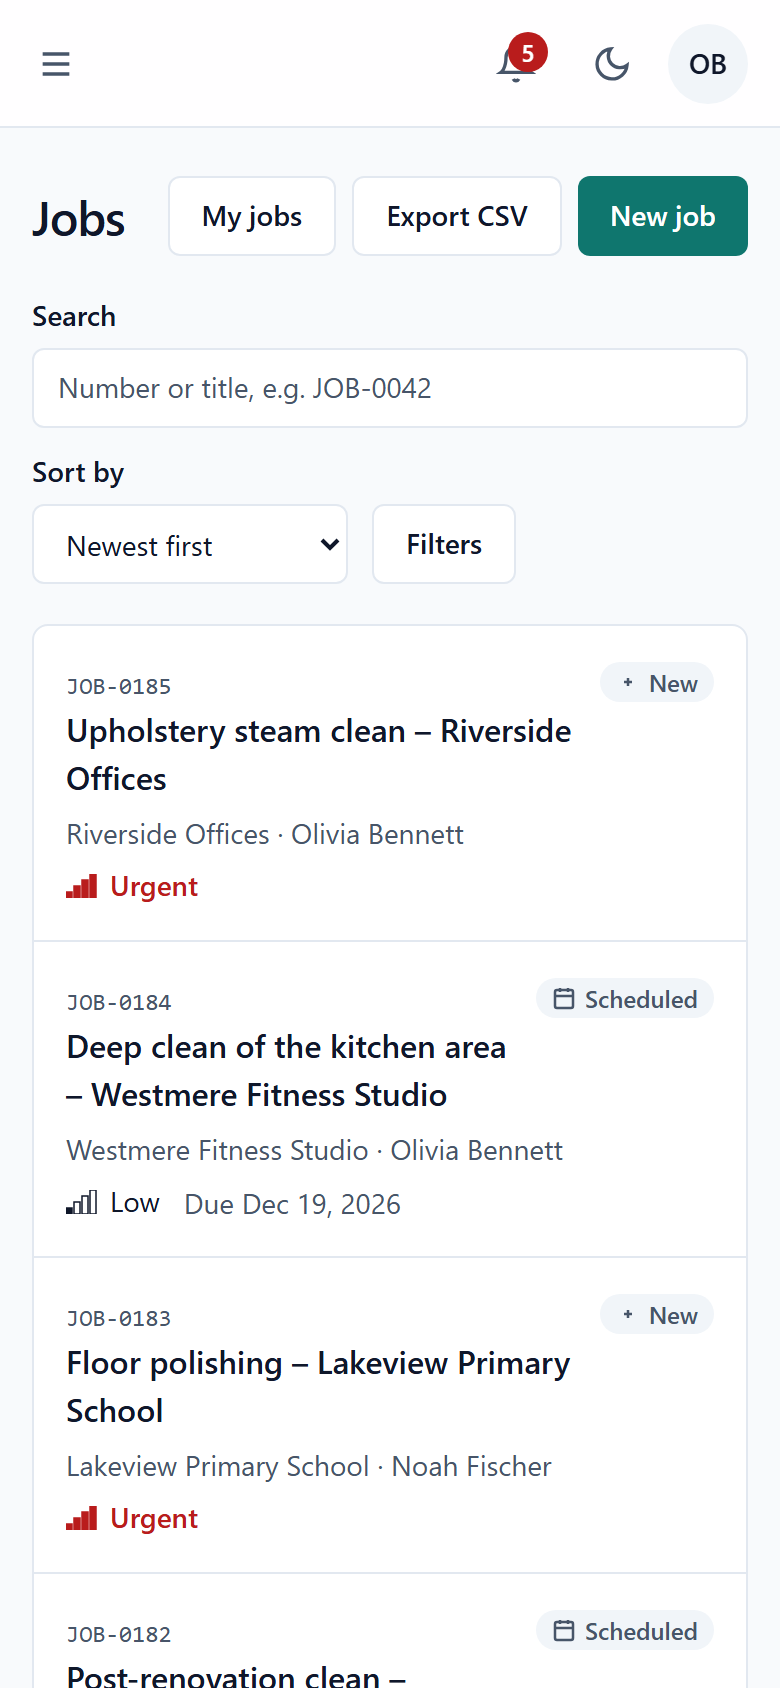 5
OB
Jobs
My jobs
Export CSV
New job
Search
Number or title, e.g. JOB-0042
Sort by
Newest first
Filters
JOB-0185
New
Upholstery steam clean – Riverside
Offices
Riverside Offices · Olivia Bennett
Urgent
JOB-0184
Scheduled
Deep clean of the kitchen area
– Westmere Fitness Studio
Westmere Fitness Studio · Olivia Bennett
Low Due Dec 19, 2026
JOB-0183
New
Floor polishing – Lakeview Primary
School
Lakeview Primary School · Noah Fischer
Urgent
JOB-0182
Scheduled
Post-renovation clean –